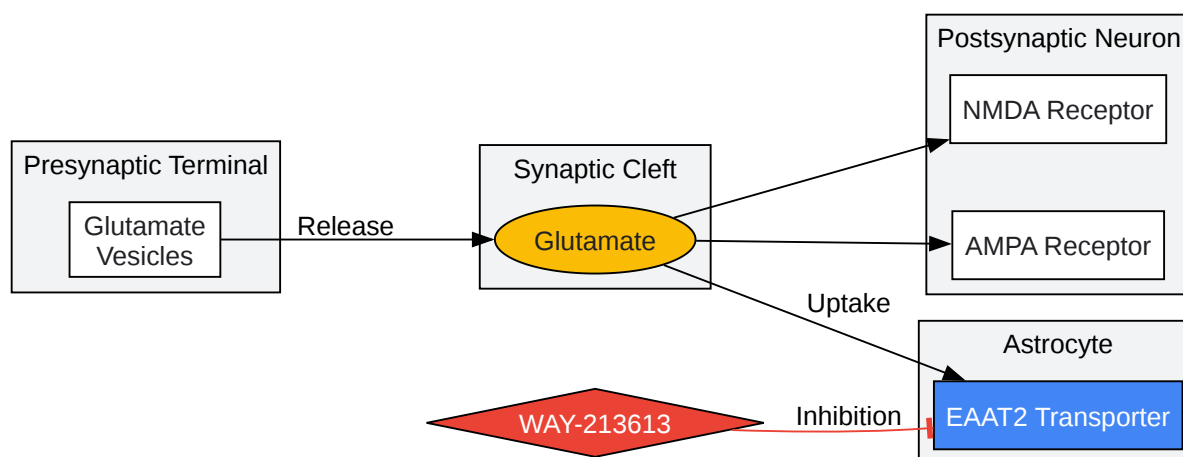 Presynaptic Terminal
Glutamate
Vesicles
Release
Synaptic Cleft
Glutamate
Postsynaptic Neuron
NMDA Receptor
AMPA Receptor
Uptake
Astrocyte
EAAT2 Transporter
Inhibition
WAY-213613